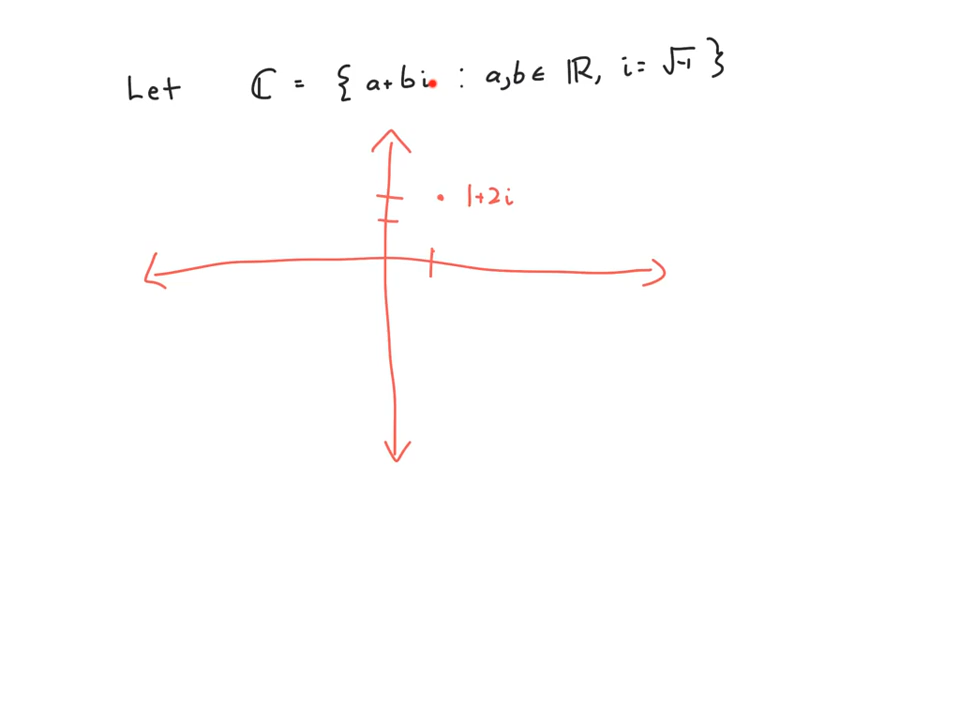 Let ℂ = { a+bi : a,b ∈ ℝ, i = √-1 }
1+2i